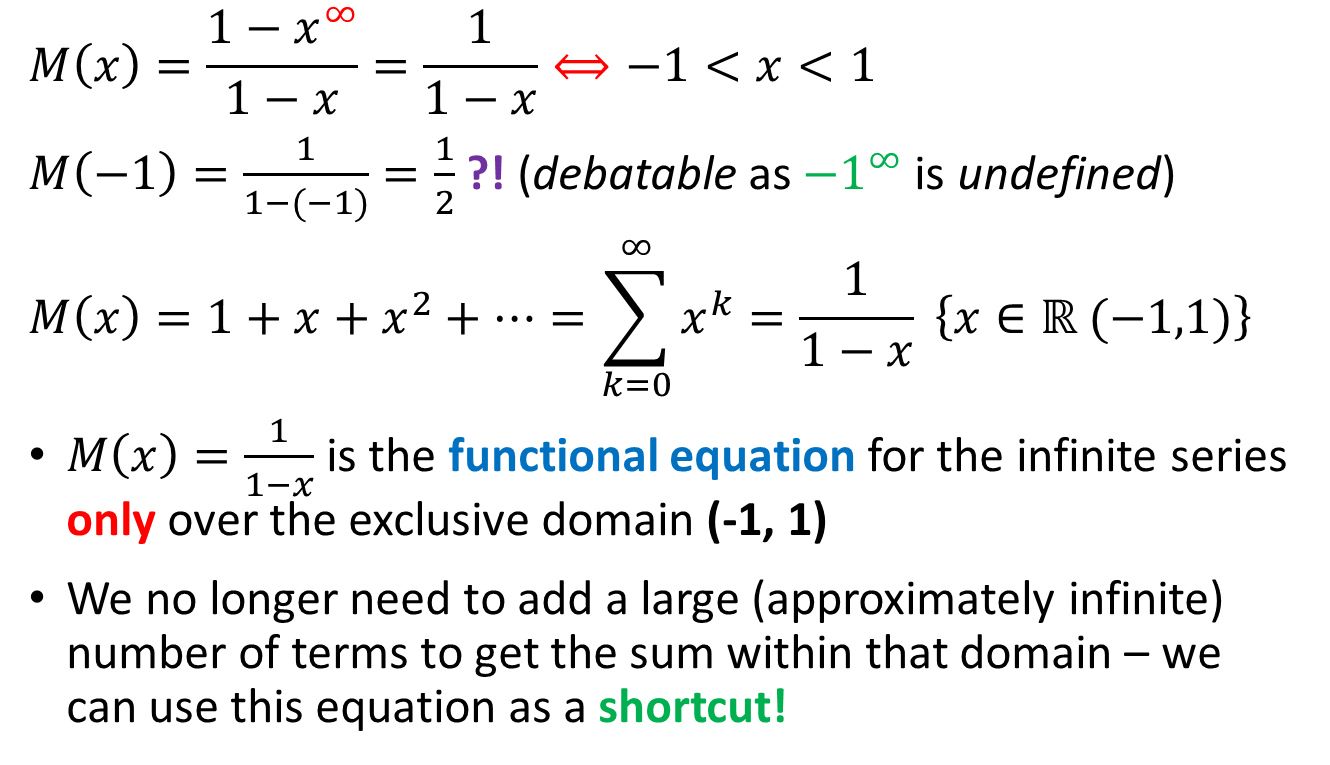 M(x) = (1 − x^∞)/(1 − x) = 1/(1 − x) ⟺ −1 < x < 1
M(−1) = 1/(1−(−1)) = 1/2 ?! (debatable as −1^∞ is undefined)
M(x) = 1 + x + x² + ⋯ = ∑_{k=0}^{∞} x^k = 1/(1 − x) {x ∈ ℝ (−1,1)}
• M(x) = 1/(1−x) is the functional equation for the infinite series
only over the exclusive domain (-1, 1)
• We no longer need to add a large (approximately infinite)
number of terms to get the sum within that domain – we
can use this equation as a shortcut!